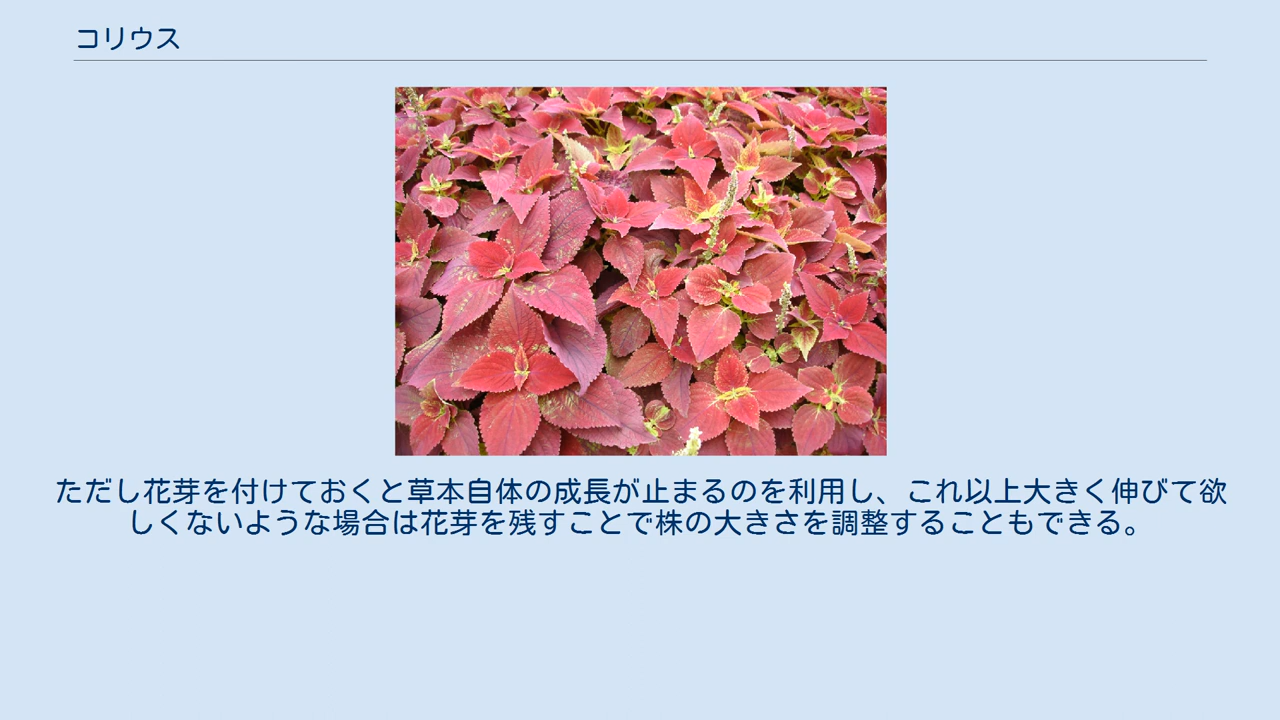 コリウス
ただし花芽を付けておくと草本自体の成長が止まるのを利用し、これ以上大きく伸びて欲
しくないような場合は花芽を残すことで株の大きさを調整することもできる。